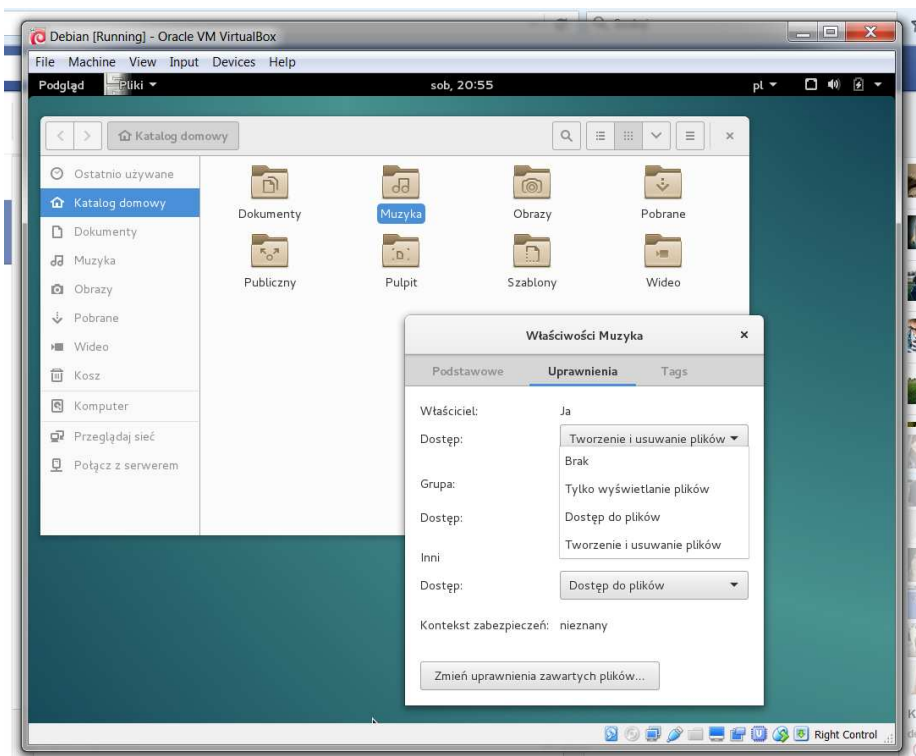 Debian [Running] - Oracle VM VirtualBox
File Machine View Input Devices Help
Podgląd Pliki sob, 20:55 pl
Katalog domowy
Ostatnio używane
Katalog domowy
Dokumenty
Muzyka
Obrazy
Pobrane
Wideo
Kosz
Komputer
Przeglądaj sieć
Połącz z serwerem
Dokumenty Muzyka Obrazy Pobrane
Publiczny Pulpit Szablony Wideo
Właściwości Muzyka
Podstawowe Uprawnienia Tags
Właściciel: Ja
Dostęp: Tworzenie i usuwanie plików
Brak
Tylko wyświetlanie plików
Dostęp do plików
Tworzenie i usuwanie plików
Grupa:
Dostęp:
Inni
Dostęp: Dostęp do plików
Kontekst zabezpieczeń: nieznany
Zmień uprawnienia zawartych plików...
Right Control